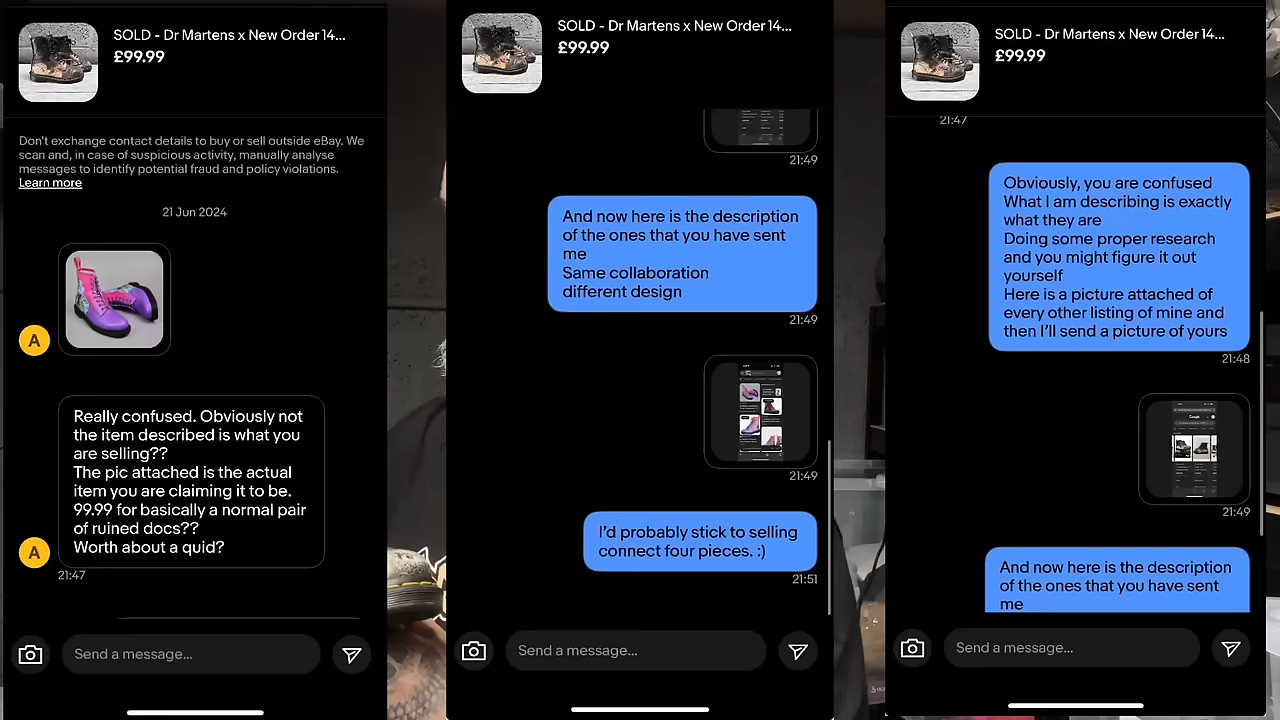 SOLD - Dr Martens x New Order 14...
£99.99
Don't exchange contact details to buy or sell outside eBay. We
scan and, in case of suspicious activity, manually analyse
messages to identify potential fraud and policy violations.
Learn more
21 Jun 2024
A
Really confused. Obviously not
the item described is what you
are selling??
The pic attached is the actual
item you are claiming it to be.
99.99 for basically a normal pair
of ruined docs??
Worth about a quid?
A
21:47
Send a message...
SOLD - Dr Martens x New Order 14...
£99.99
21:49
And now here is the description
of the ones that you have sent
me
Same collaboration
different design
21:49
21:49
I'd probably stick to selling
connect four pieces. :)
21:51
Send a message...
SOLD - Dr Martens x New Order 14...
£99.99
21:47
Obviously, you are confused
What I am describing is exactly
what they are
Doing some proper research
and you might figure it out
yourself
Here is a picture attached of
every other listing of mine and
then I'll send a picture of yours
21:48
Google
21:49
And now here is the description
of the ones that you have sent
me
Send a message...